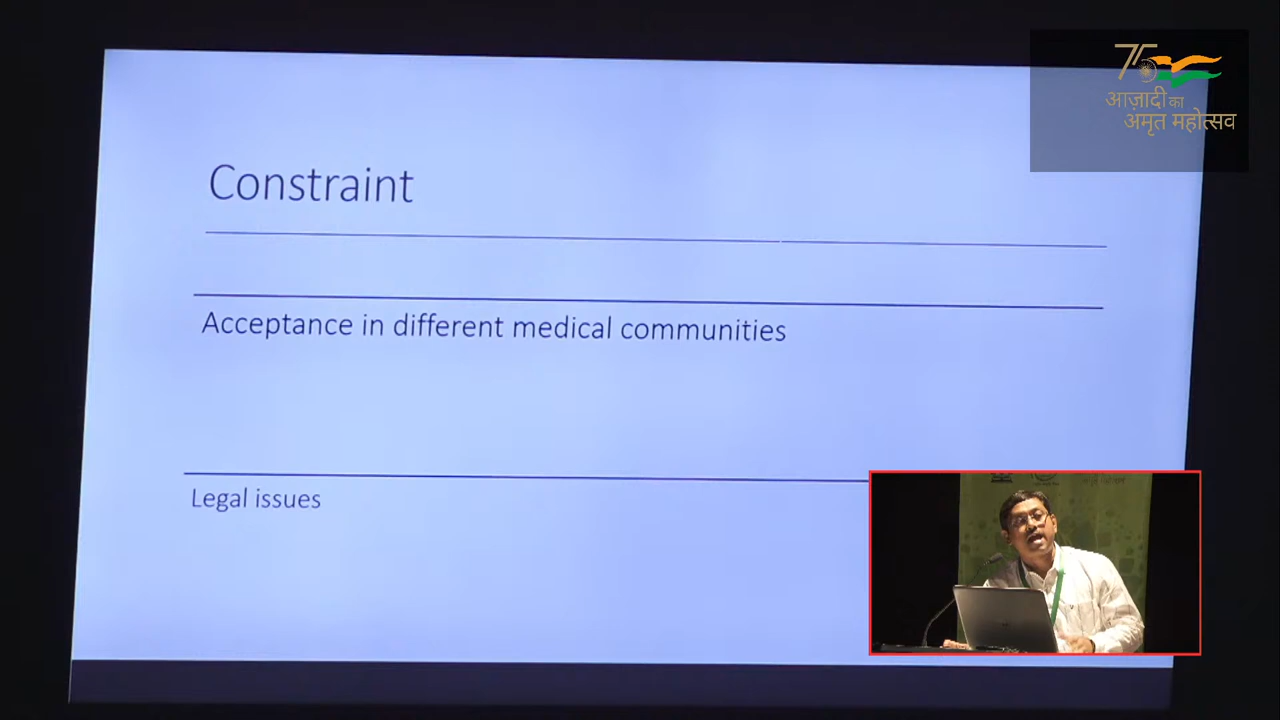 75
आज़ादी का
अमृत महोत्सव
Constraint
Acceptance in different medical communities
Legal issues